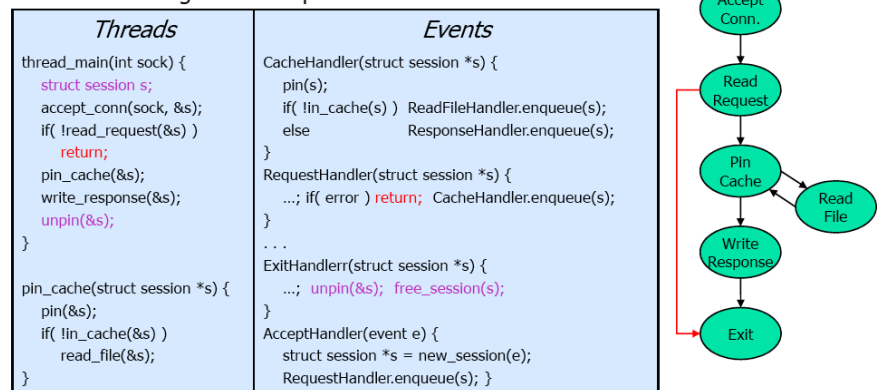 Threads
thread_main(int sock) {
struct session s;
accept_conn(sock, &s);
if( !read_request(&s) )
return;
pin_cache(&s);
write_response(&s);
unpin(&s);
}
pin_cache(struct session *s) {
pin(&s);
if( !in_cache(&s) )
read_file(&s);
}
Events
CacheHandler(struct session *s) {
pin(s);
if( !in_cache(s) ) ReadFileHandler.enqueue(s);
else ResponseHandler.enqueue(s);
}
RequestHandler(struct session *s) {
...; if( error ) return; CacheHandler.enqueue(s);
}
. . .
ExitHandlerr(struct session *s) {
...; unpin(&s); free_session(s);
}
AcceptHandler(event e) {
struct session *s = new_session(e);
RequestHandler.enqueue(s); }
Accept
Conn.
Read
Request
Pin
Cache
Read
File
Write
Response
Exit